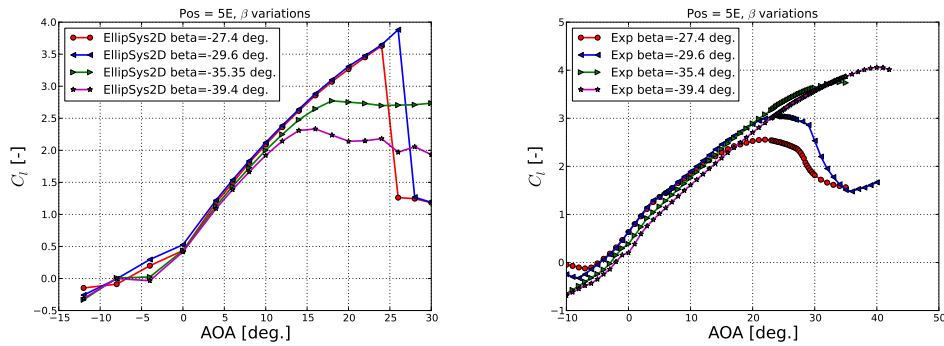 Pos = 5E, β variations
EllipSys2D beta=-27.4 deg.
EllipSys2D beta=-29.6 deg.
EllipSys2D beta=-35.35 deg.
EllipSys2D beta=-39.4 deg.
4.0
3.5
3.0
2.5
2.0
1.5
1.0
0.5
0.0
−0.5
C_l [-]
−15 −10 −5 0 5 10 15 20 25 30
AOA [deg.]
Pos = 5E, β variations
Exp beta=-27.4 deg.
Exp beta=-29.6 deg.
Exp beta=-35.4 deg.
Exp beta=-39.4 deg.
5
4
3
2
1
0
−1
C_l [-]
−10 0 10 20 30 40 50
AOA [deg.]